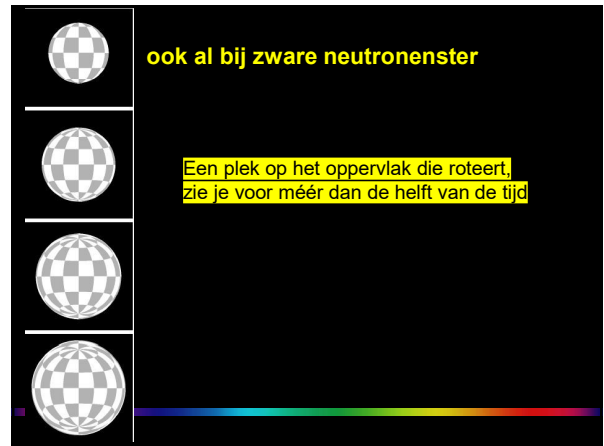 ook al bij zware neutronenster
Een plek op het oppervlak die roteert,
zie je voor méér dan de helft van de tijd